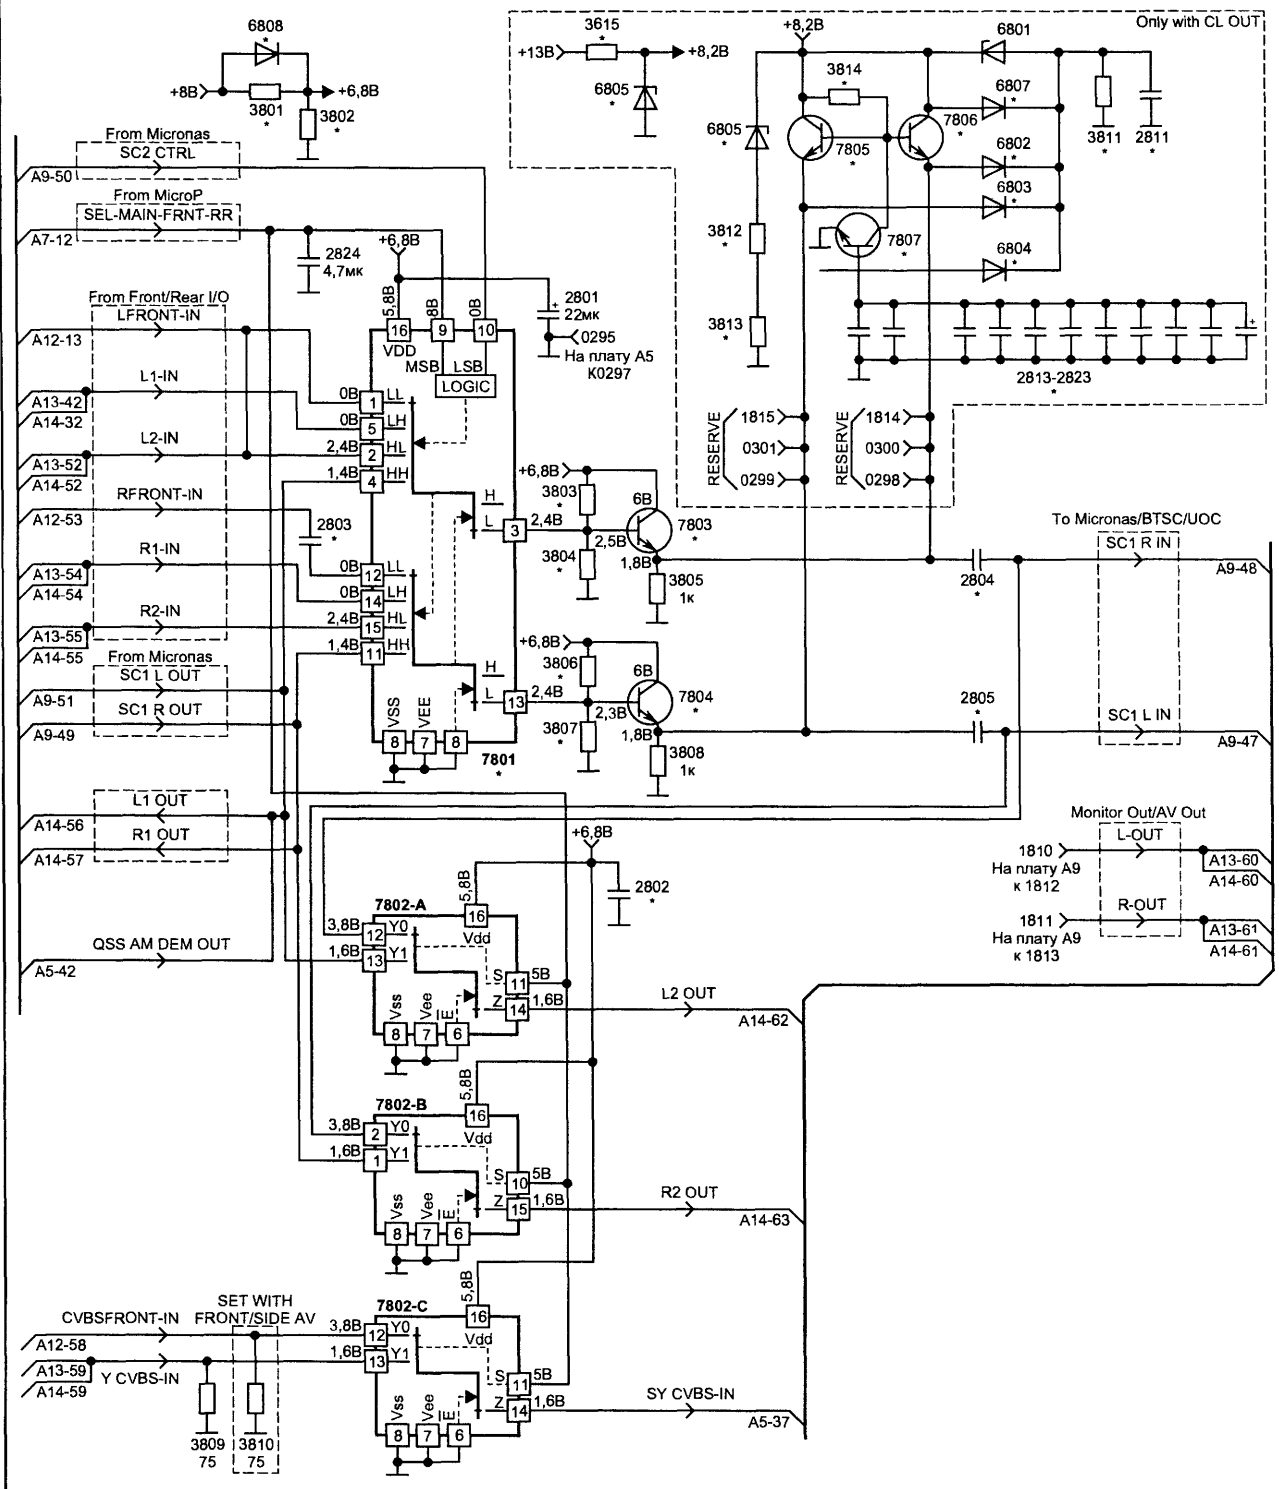 6808
*
+8В
3801
*
+6,8В
3802
*
3615
*
+13В
+8,2В
6805
*
+8,2В
6801
Only with CL OUT
3814
*
6807
*
6805
*
7805
*
7806
*
6802
*
3811
*
2811
*
6803
*
3812
*
7807
*
6804
*
3813
*
2813-2823
*
RESERVE
1815
0301
0299
RESERVE
1814
0300
0298
From Micronas
SC2 CTRL
A9-50
From MicroP
SEL-MAIN-FRNT-RR
A7-12
2824
4,7мк
+6,8В
5,8В
8В
0В
2801
+
22мк
0295
На плату А5
К0297
From Front/Rear I/O
LFRONT-IN
A12-13
L1-IN
A13-42
A14-32
L2-IN
A13-52
A14-52
RFRONT-IN
A12-53
2803
*
R1-IN
A13-54
A14-54
R2-IN
A13-55
A14-55
16
9
10
VDD
MSB
LSB
LOGIC
0В
1
LL
0В
5
LH
2,4В
2
HL
1,4В
4
HH
H
L
3
2,4В
0В
12
LL
0В
14
LH
2,4В
15
HL
1,4В
11
HH
H
L
13
2,4В
VSS
VEE
8
7
8
7801
*
+6,8В
3803
*
6В
7803
*
2,5В
3804
*
1,8В
3805
1к
+6,8В
3806
*
6В
7804
*
2,3В
3807
*
1,8В
3808
1к
2804
*
2805
*
To Micronas/BTSC/UOC
SC1 R IN
A9-48
SC1 L IN
A9-47
From Micronas
SC1 L OUT
A9-51
SC1 R OUT
A9-49
L1 OUT
A14-56
R1 OUT
A14-57
QSS AM DEM OUT
A5-42
Monitor Out/AV Out
L-OUT
1810
На плату А9
к 1812
A13-60
A14-60
R-OUT
1811
На плату А9
к 1813
A13-61
A14-61
+6,8В
2802
*
5,8В
7802-A
16
Vdd
3,8В
12
Y0
1,6В
13
Y1
S
11
5В
Z
14
1,6В
Vss
Vee
E
8
7
6
L2 OUT
A14-62
5,8В
7802-B
16
Vdd
3,8В
2
Y0
1,6В
1
Y1
S
10
5В
Z
15
1,6В
Vss
Vee
E
8
7
6
R2 OUT
A14-63
5,8В
7802-C
16
Vdd
3,8В
12
Y0
1,6В
13
Y1
S
11
5В
Z
14
1,6В
Vss
Vee
E
8
7
6
SY CVBS-IN
A5-37
CVBSFRONT-IN
A12-58
SET WITH
FRONT/SIDE AV
A13-59
A14-59
Y CVBS-IN
3809
75
3810
75